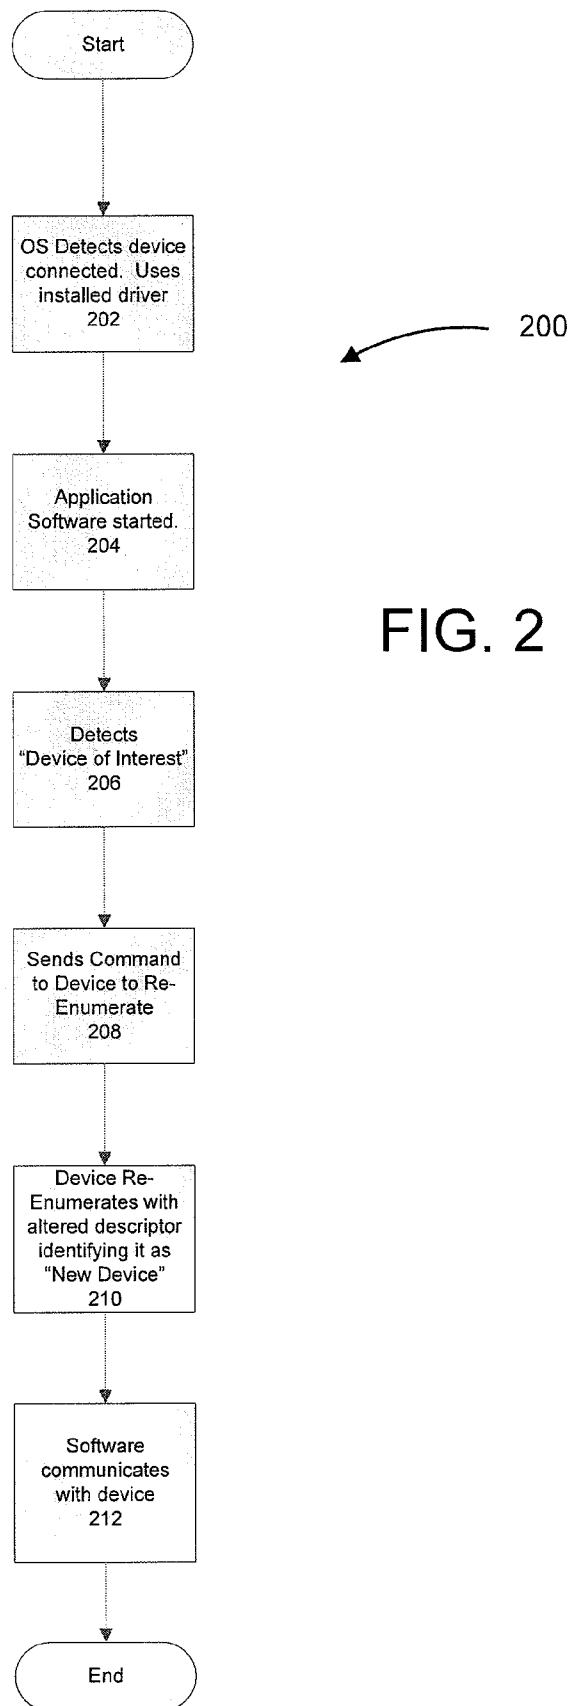 Start
OS Detects device
connected. Uses
installed driver
202
200
Application
Software started.
204
FIG. 2
Detects
“Device of Interest”
206
Sends Command
to Device to Re-
Enumerate
208
Device Re-
Enumerates with
altered descriptor
identifying it as
“New Device”
210
Software
communicates
with device
212
End